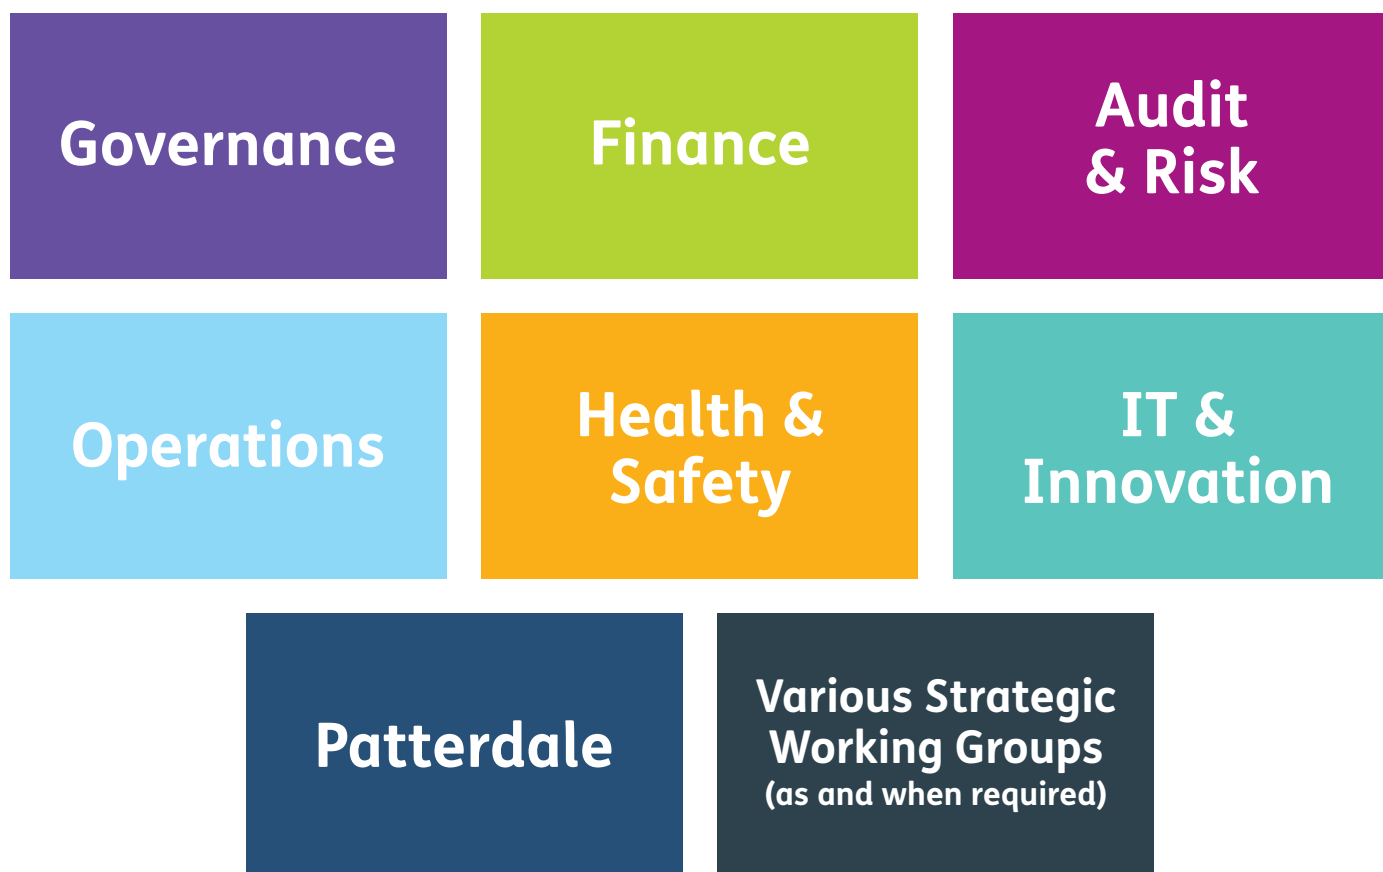 Governance
Finance
Audit
& Risk
Operations
Health &
Safety
IT &
Innovation
Patterdale
Various Strategic
Working Groups
(as and when required)